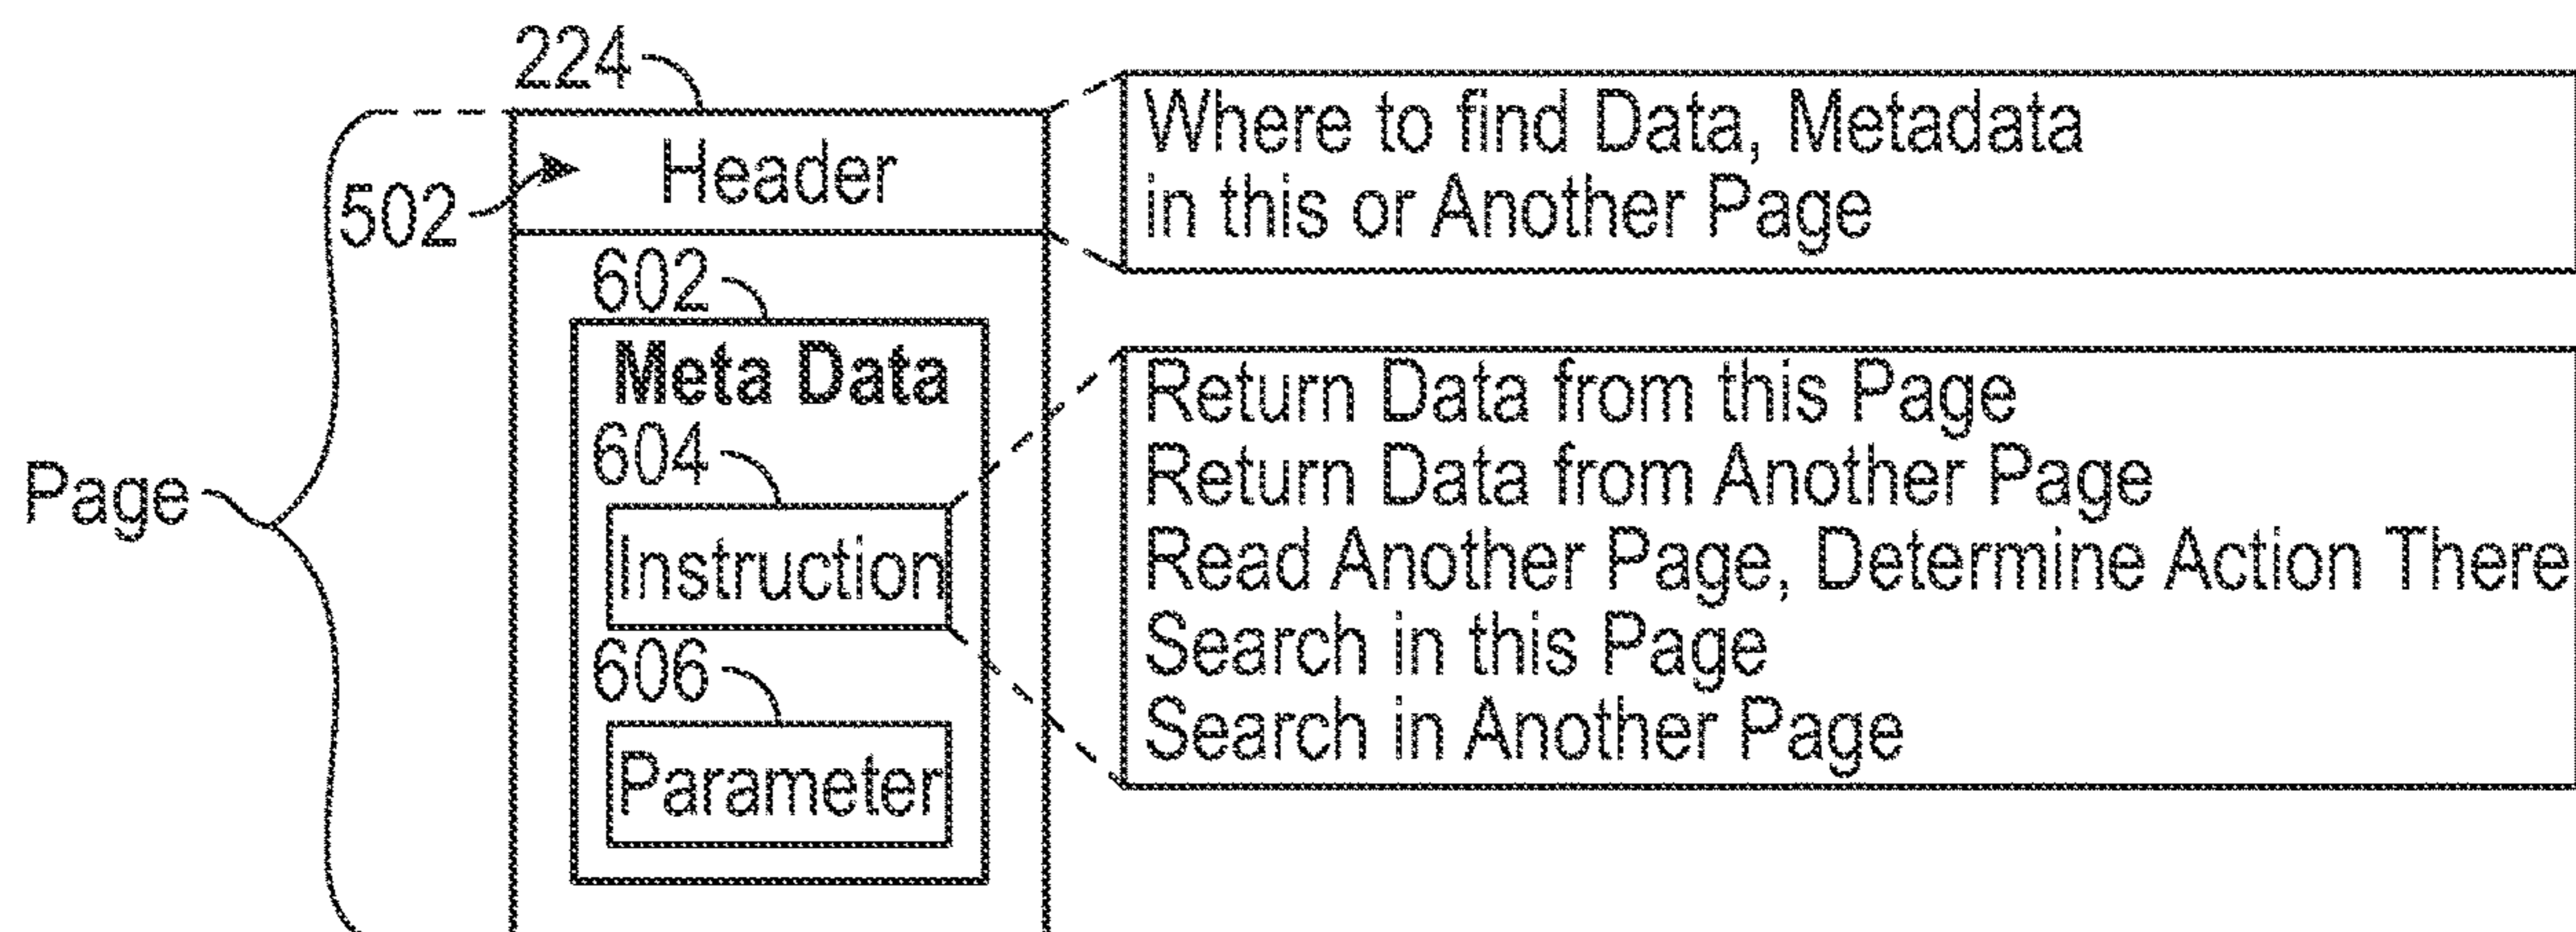 224
502
Header
Where to find Data, Metadata
in this or Another Page
602
Meta Data
604
Instruction
606
Parameter
Page
Return Data from this Page
Return Data from Another Page
Read Another Page, Determine Action There
Search in this Page
Search in Another Page